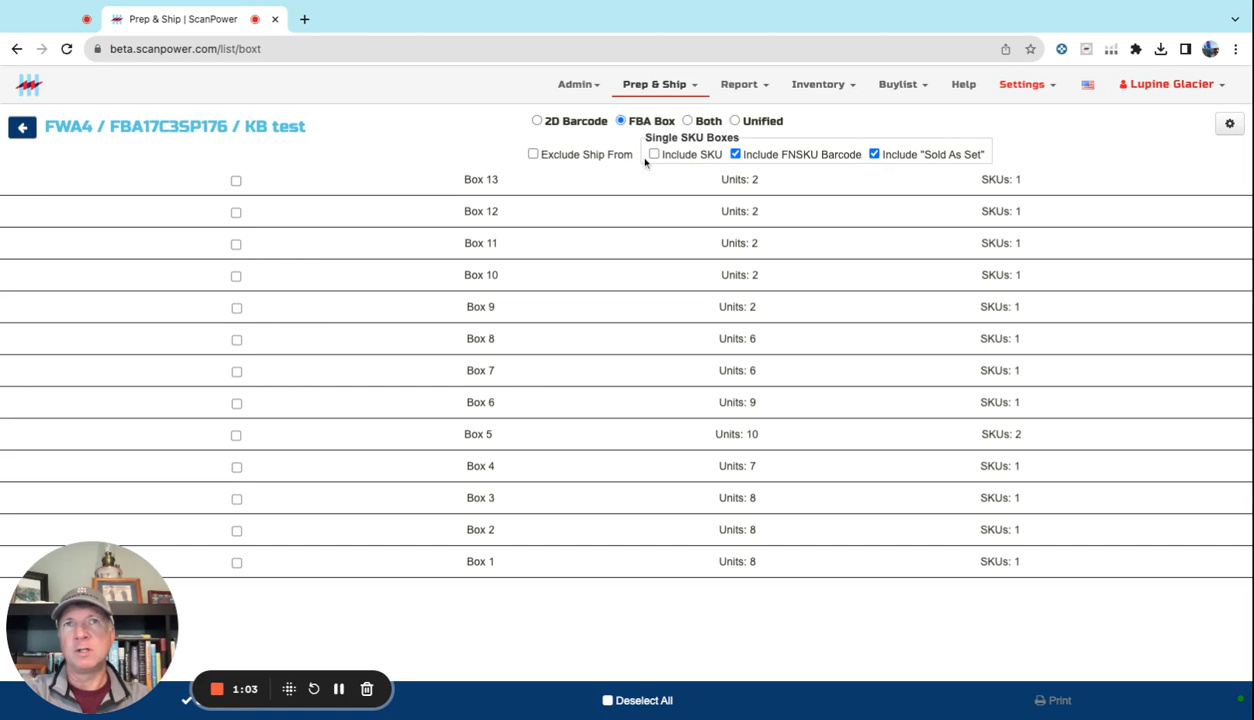 Prep & Ship | ScanPower
beta.scanpower.com/list/boxt
Admin Prep & Ship Report Inventory Buylist Help Settings Lupine Glacier
FWA4 / FBA17C3SP176 / KB test
2D Barcode FBA Box Both Unified
Single SKU Boxes
Exclude Ship From Include SKU Include FNSKU Barcode Include "Sold As Set"
Box 13 Units: 2 SKUs: 1
Box 12 Units: 2 SKUs: 1
Box 11 Units: 2 SKUs: 1
Box 10 Units: 2 SKUs: 1
Box 9 Units: 2 SKUs: 1
Box 8 Units: 6 SKUs: 1
Box 7 Units: 6 SKUs: 1
Box 6 Units: 9 SKUs: 1
Box 5 Units: 10 SKUs: 2
Box 4 Units: 7 SKUs: 1
Box 3 Units: 8 SKUs: 1
Box 2 Units: 8 SKUs: 1
Box 1 Units: 8 SKUs: 1
1:03
Deselect All
Print